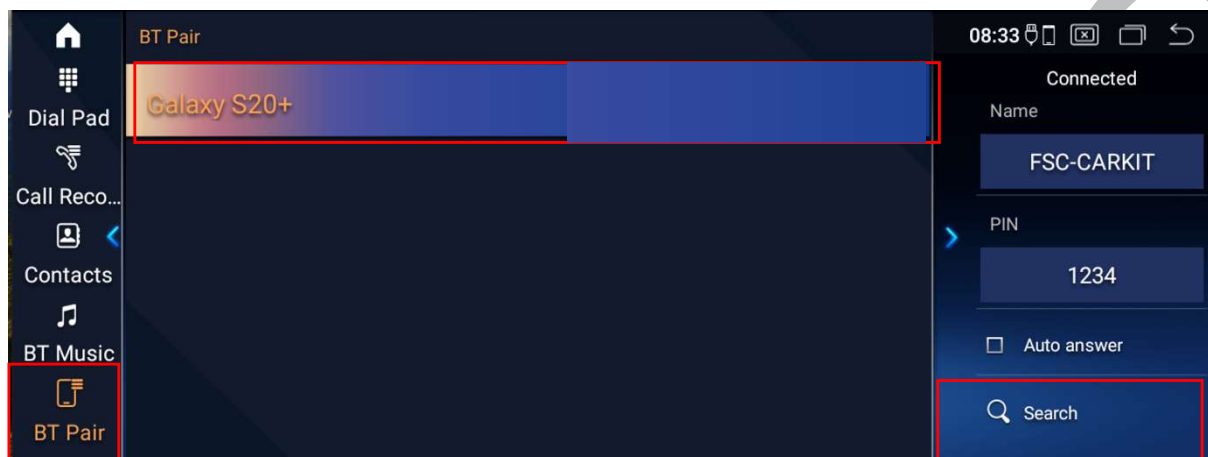 BT Pair
08:33
Dial Pad
Call Reco...
Contacts
BT Music
BT Pair
Galaxy S20+
Connected
Name
FSC-CARKIT
PIN
1234
Auto answer
Search